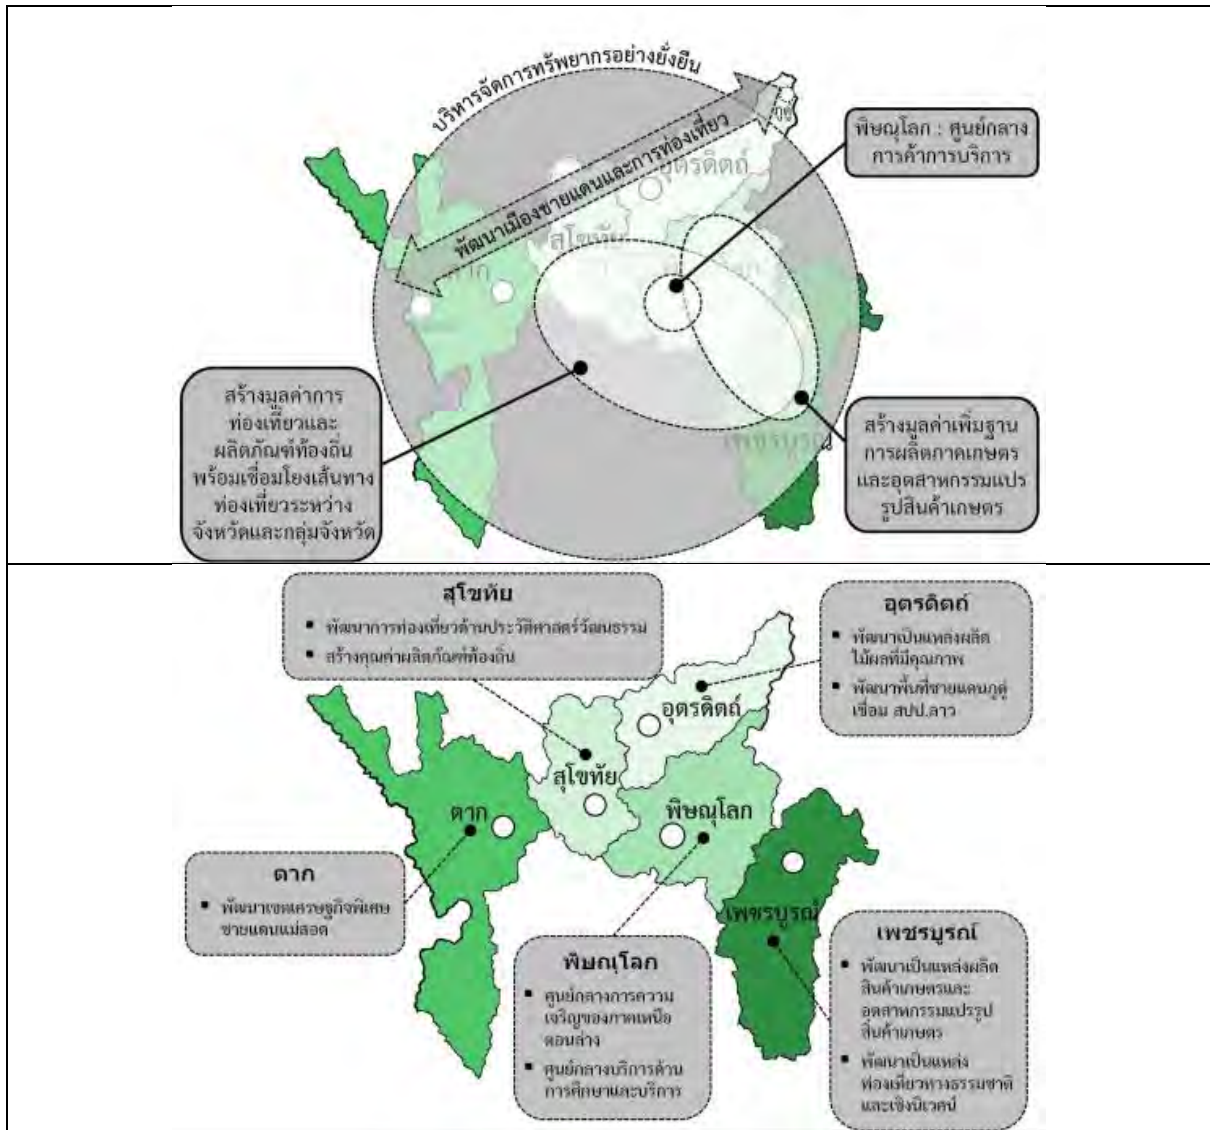 บริหารจัดการทรัพยากรอย่างยั่งยืน
พัฒนาเมืองชายแดนและการท่องเที่ยว
ภูดู่
อุตรดิตถ์
สุโขทัย
ตาก
เพชรบูรณ์
พิษณุโลก : ศูนย์กลาง
การค้าการบริการ
สร้างมูลค่าการ
ท่องเที่ยวและ
ผลิตภัณฑ์ท้องถิ่น
พร้อมเชื่อมโยงเส้นทาง
ท่องเที่ยวระหว่าง
จังหวัดและกลุ่มจังหวัด
สร้างมูลค่าเพิ่มฐาน
การผลิตภาคเกษตร
และอุตสาหกรรมแปร
รูปสินค้าเกษตร
สุโขทัย
▪ พัฒนาการท่องเที่ยวด้านประวัติศาสตร์วัฒนธรรม
▪ สร้างคุณค่าผลิตภัณฑ์ท้องถิ่น
อุตรดิตถ์
▪ พัฒนาเป็นแหล่งผลิต
ไม้ผลที่มีคุณภาพ
▪ พัฒนาพื้นที่ชายแดนภูดู่
เชื่อม สปป.ลาว
อุตรดิตถ์
สุโขทัย
พิษณุโลก
ตาก
เพชรบูรณ์
ตาก
▪ พัฒนาเขตเศรษฐกิจพิเศษ
ชายแดนแม่สอด
พิษณุโลก
▪ ศูนย์กลางการความ
เจริญของภาคเหนือ
ตอนล่าง
▪ ศูนย์กลางบริการด้าน
การศึกษาและบริการ
เพชรบูรณ์
▪ พัฒนาเป็นแหล่งผลิต
สินค้าเกษตรและ
อุตสาหกรรมแปรรูป
สินค้าเกษตร
▪ พัฒนาเป็นแหล่ง
ท่องเที่ยวทางธรรมชาติ
และเชิงนิเวศน์